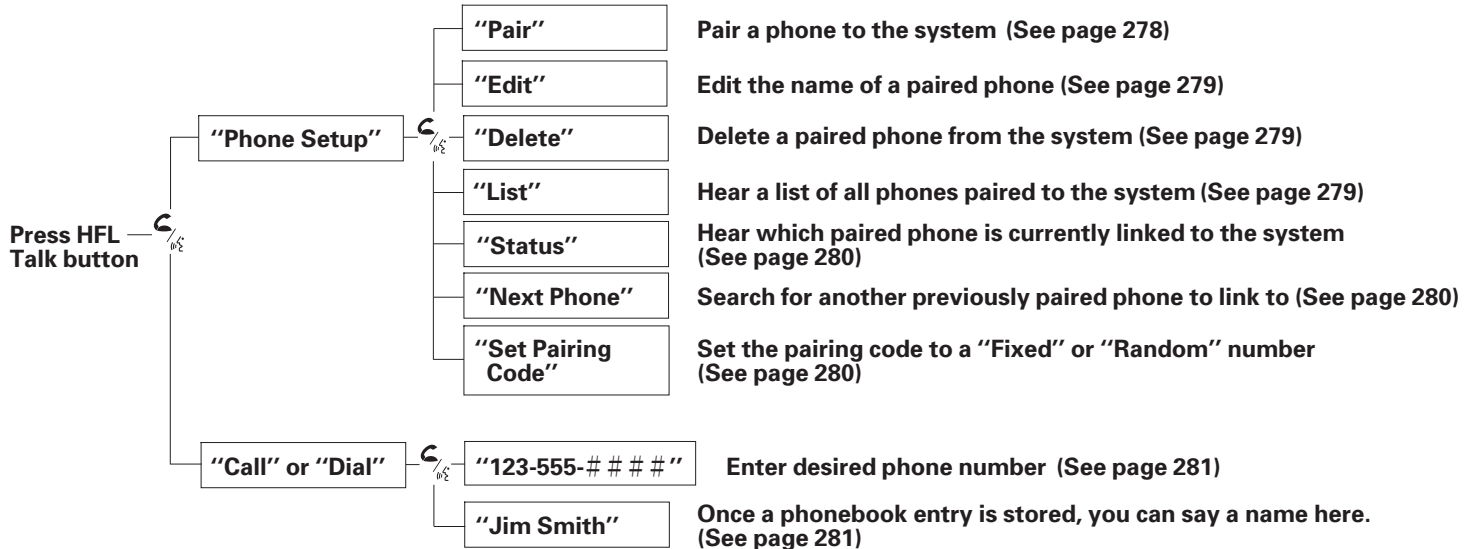 "Pair"
Pair a phone to the system (See page 278)
"Edit"
Edit the name of a paired phone (See page 279)
"Phone Setup"
"Delete"
Delete a paired phone from the system (See page 279)
"List"
Hear a list of all phones paired to the system (See page 279)
Press HFL
Talk button
"Status"
Hear which paired phone is currently linked to the system
(See page 280)
"Next Phone"
Search for another previously paired phone to link to (See page 280)
"Set Pairing
Code"
Set the pairing code to a "Fixed" or "Random" number
(See page 280)
"Call" or "Dial"
"123-555-####"
Enter desired phone number (See page 281)
"Jim Smith"
Once a phonebook entry is stored, you can say a name here.
(See page 281)